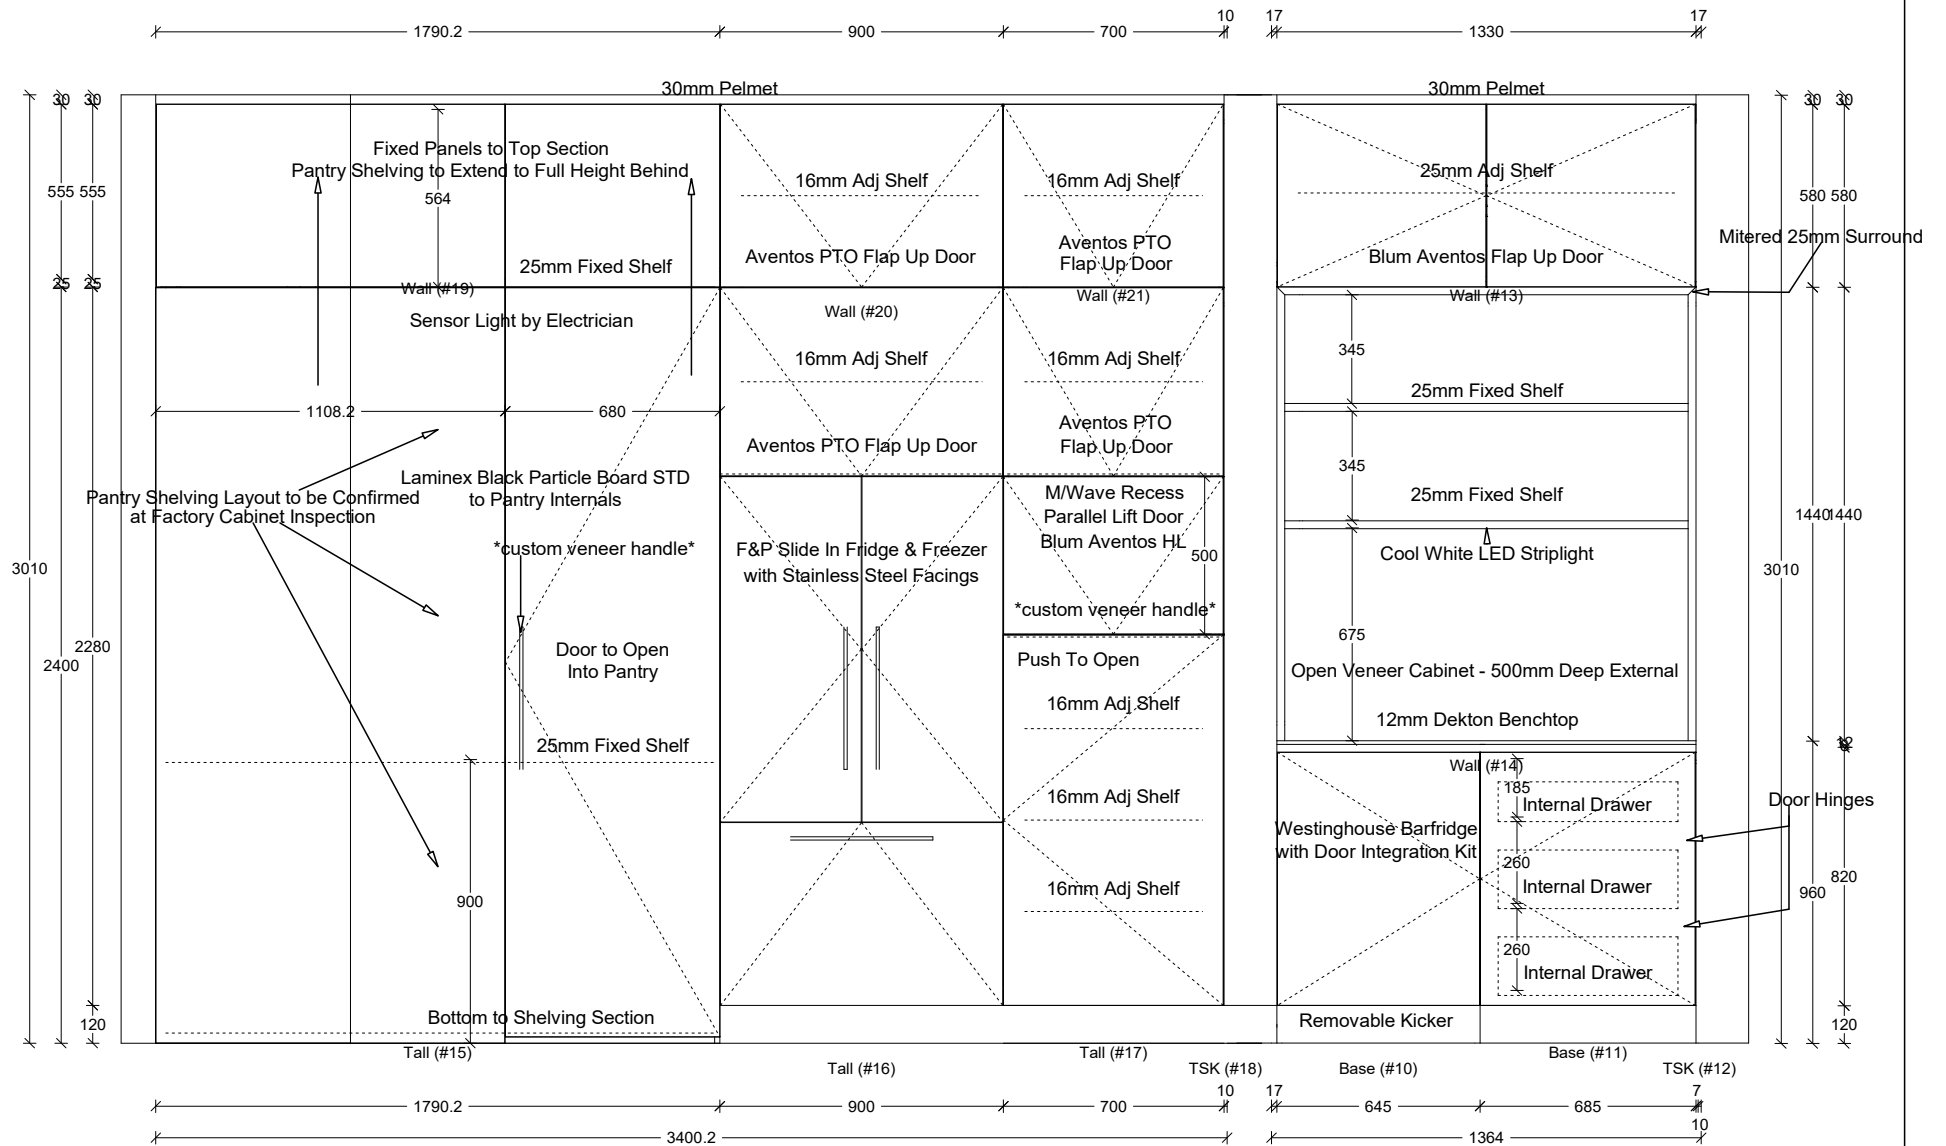 10
17
17
1790.2
900
700
1330
30mm Pelmet
30mm Pelmet
30
30
30
30
Fixed Panels to Top Section
Pantry Shelving to Extend to Full Height Behind
16mm Adj Shelf
16mm Adj Shelf
25mm Adj Shelf
555
555
564
580
580
Mitered 25mm Surround
Aventos PTO Flap Up Door
Aventos PTO
Flap Up Door
Blum Aventos Flap Up Door
25mm Fixed Shelf
25
25
Wall (#19)
Wall (#20)
Wall (#21)
Wall (#13)
Sensor Light by Electrician
16mm Adj Shelf
16mm Adj Shelf
345
25mm Fixed Shelf
1108.2
680
Aventos PTO Flap Up Door
Aventos PTO
Flap Up Door
345
25mm Fixed Shelf
Laminex Black Particle Board STD
to Pantry Internals
Pantry Shelving Layout to be Confirmed
at Factory Cabinet Inspection
M/Wave Recess
Parallel Lift Door
Blum Aventos HL
500
1440
1440
*custom veneer handle*
F&P Slide In Fridge & Freezer
with Stainless Steel Facings
Cool White LED Striplight
3010
3010
*custom veneer handle*
2280
2400
Door to Open
Into Pantry
Push To Open
675
Open Veneer Cabinet - 500mm Deep External
16mm Adj Shelf
12mm Dekton Benchtop
25mm Fixed Shelf
12
Wall (#14)
185
Internal Drawer
Door Hinges
16mm Adj Shelf
Westinghouse Barfridge
with Door Integration Kit
260
Internal Drawer
820
960
16mm Adj Shelf
900
260
Internal Drawer
120
Bottom to Shelving Section
Removable Kicker
120
Tall (#15)
Tall (#16)
Tall (#17)
TSK (#18)
Base (#10)
Base (#11)
TSK (#12)
10
17
7
1790.2
900
700
645
685
10
3400.2
1364